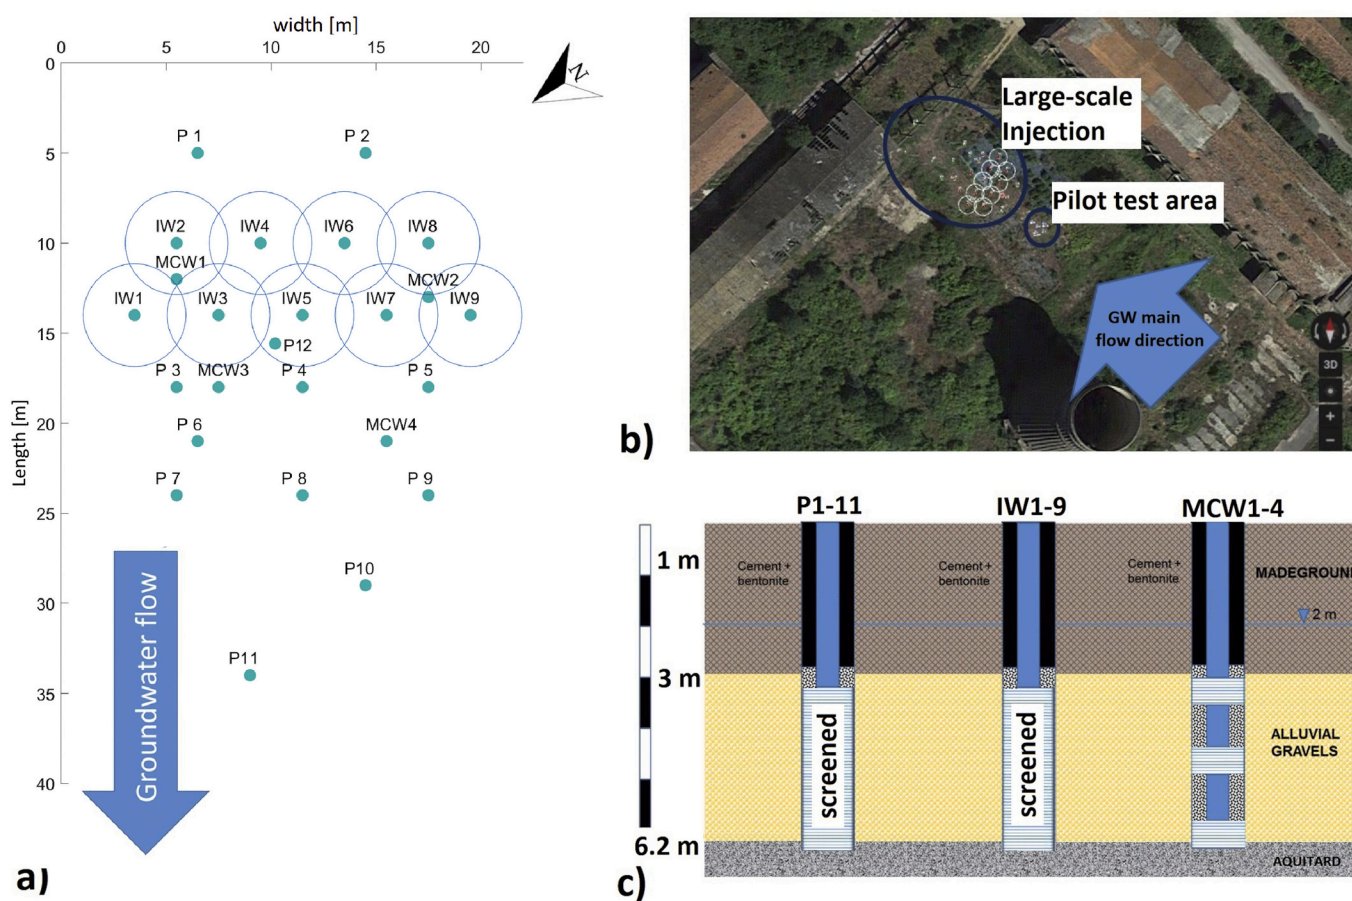 width [m]
0 5 10 15 20
0
5
10
15
20
25
30
35
40
Length [m]
N
P 1
P 2
IW2
IW4
IW6
IW8
MCW1
MCW2
IW1
IW3
IW5
IW7
IW9
P12
P 3
MCW3
P 4
P 5
P 6
MCW4
P 7
P 8
P 9
P10
P11
Groundwater flow
a)
Large-scale
Injection
Pilot test area
GW main
flow direction
3D
+
−
b)
P1-11
IW1-9
MCW1-4
1 m
3 m
6.2 m
Cement +
bentonite
Cement +
bentonite
Cement +
bentonite
MADEGROUND
2 m
screened
screened
ALLUVIAL
GRAVELS
AQUITARD
c)